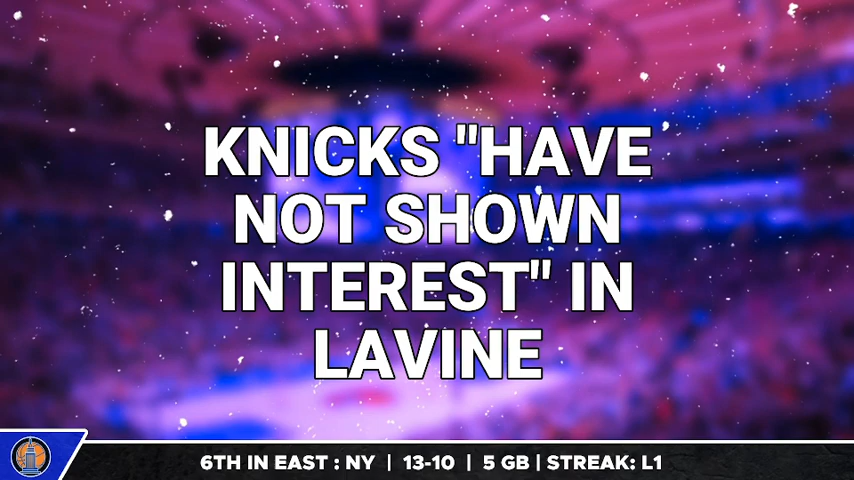 KNICKS "HAVE
NOT SHOWN
INTEREST" IN
LAVINE
6TH IN EAST : NY | 13-10 | 5 GB | STREAK: L1